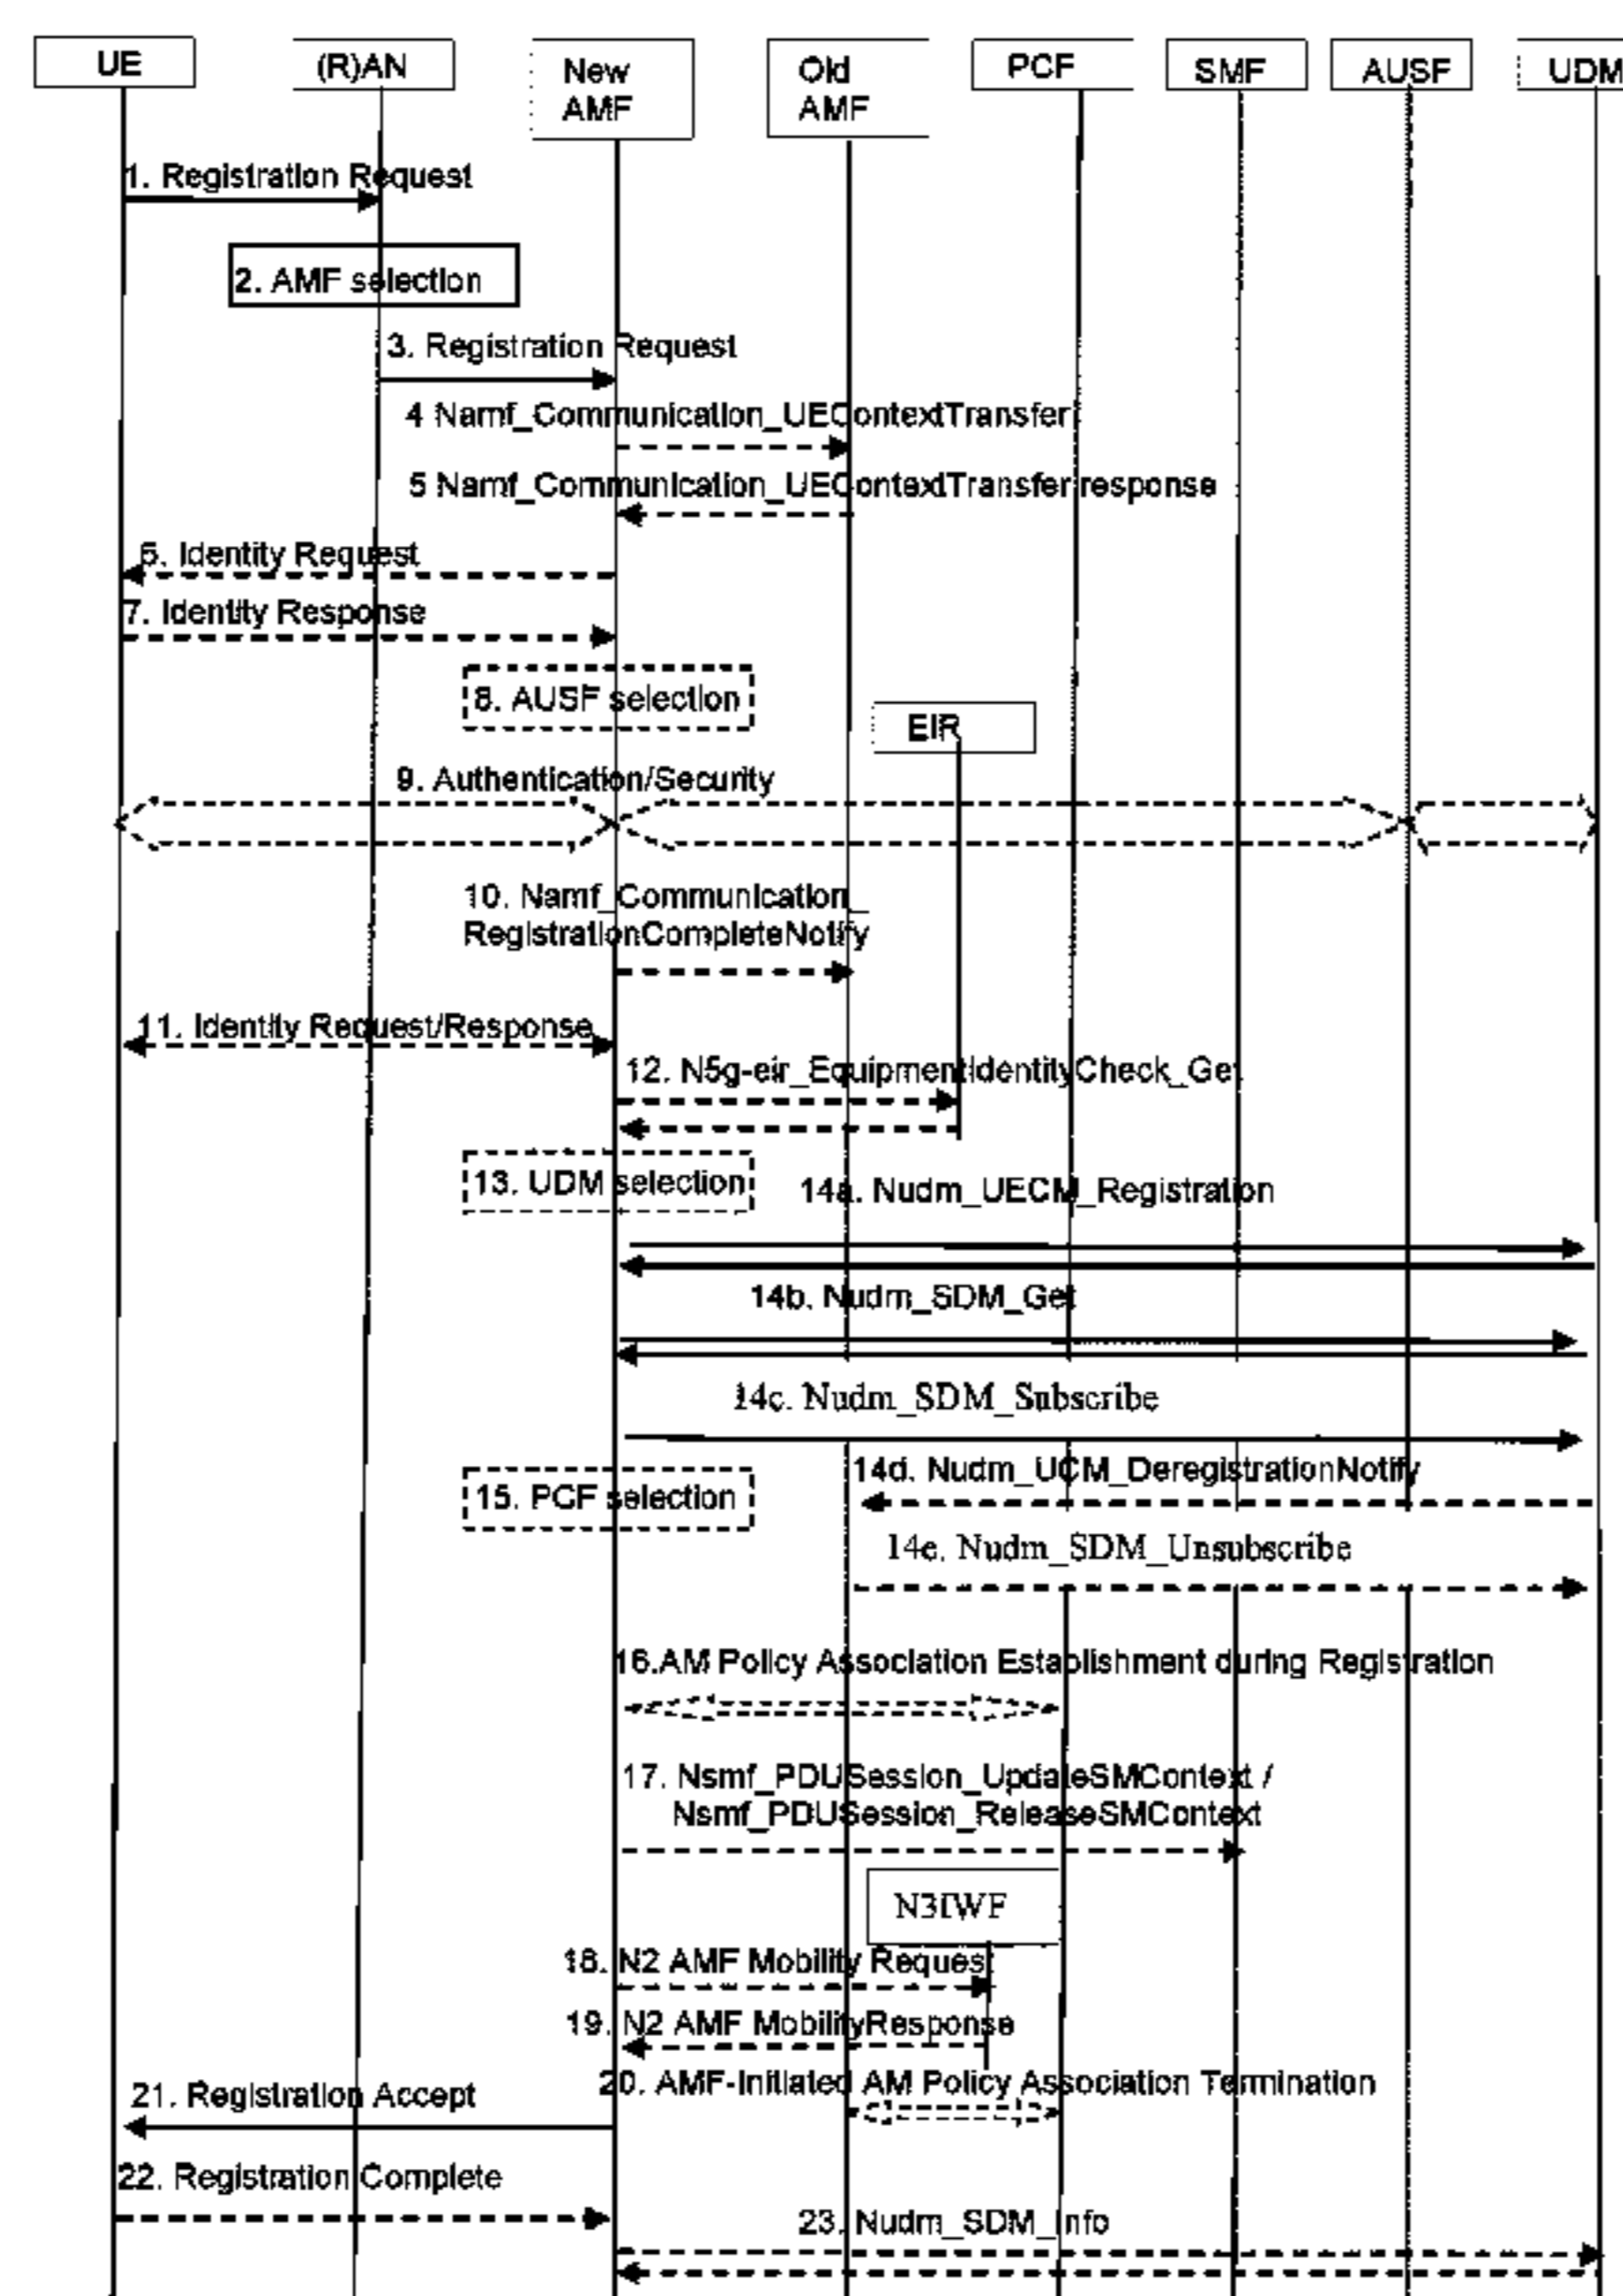 UE
(R)AN
New
AMF
Old
AMF
PCF
SMF
AUSF
UDM
1. Registration Request
2. AMF selection
3. Registration Request
4 Namf_Communication_UEContextTransfer
5 Namf_Communication_UEContextTransfer response
6. Identity Request
7. Identity Response
8. AUSF selection
EIR
9. Authentication/Security
10. Namf_Communication_
RegistrationCompleteNotify
11. Identity Request/Response
12. N5g-eir_EquipmentIdentityCheck_Get
13. UDM selection
14a. Nudm_UECM_Registration
14b. Nudm_SDM_Get
14c. Nudm_SDM_Subscribe
14d. Nudm_UCM_DeregistrationNotify
15. PCF selection
14e. Nudm_SDM_Unsubscribe
16.AM Policy Association Establishment during Registration
17. Nsmf_PDUSession_UpdateSMContext /
Nsmf_PDUSession_ReleaseSMContext
N3IWF
18. N2 AMF Mobility Request
19. N2 AMF MobilityResponse
20. AMF-Initiated AM Policy Association Termination
21. Registration Accept
22. Registration Complete
23. Nudm_SDM_Info